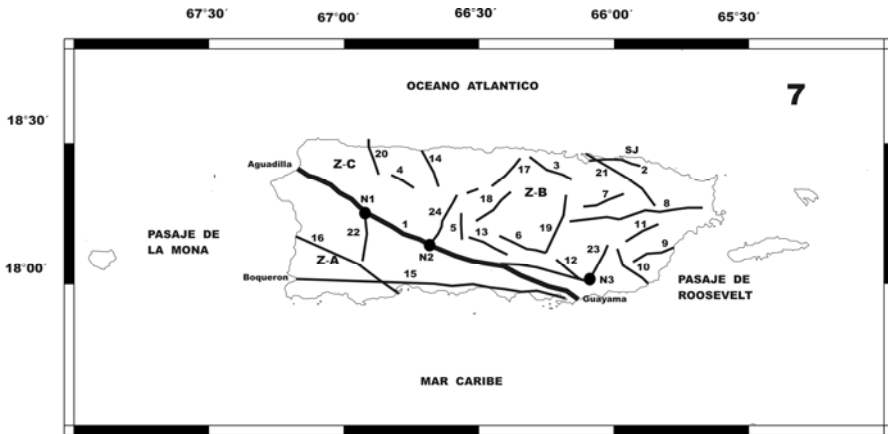 67°30´ 67°00´ 66°30´ 66°00´ 65°30´
OCEANO ATLANTICO
7
18°30´
SJ
Aguadilla
Z-C
20
4
14
17
3
21
2
N1
24
18
Z-B
7
8
PASAJE DE
LA MONA
16
22
1
5
13
6
19
11
N2
23
9
18°00´
Z-A
12
10
Boqueron
15
N3
Guayama
PASAJE DE
ROOSEVELT
MAR CARIBE